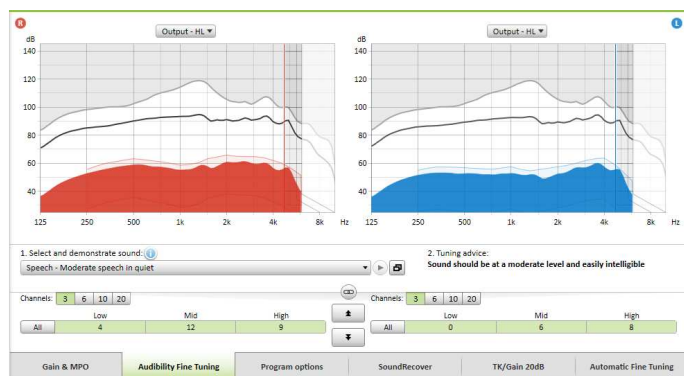 R
Output - HL
Output - HL
L
dB
140
120
100
80
60
40
125 250 500 1k 2k 4k 8k Hz
dB
140
120
100
80
60
40
125 250 500 1k 2k 4k 8k Hz
1. Select and demonstrate sound:
Speech - Moderate speech in quiet
2. Tuning advice:
Sound should be at a moderate level and easily intelligible
Channels: 3 6 10 20
Low Mid High
All 4 12 9
Channels: 3 6 10 20
Low Mid High
All 0 6 8
Gain & MPO Audibility Fine Tuning Program options SoundRecover TK/Gain 20dB Automatic Fine Tuning